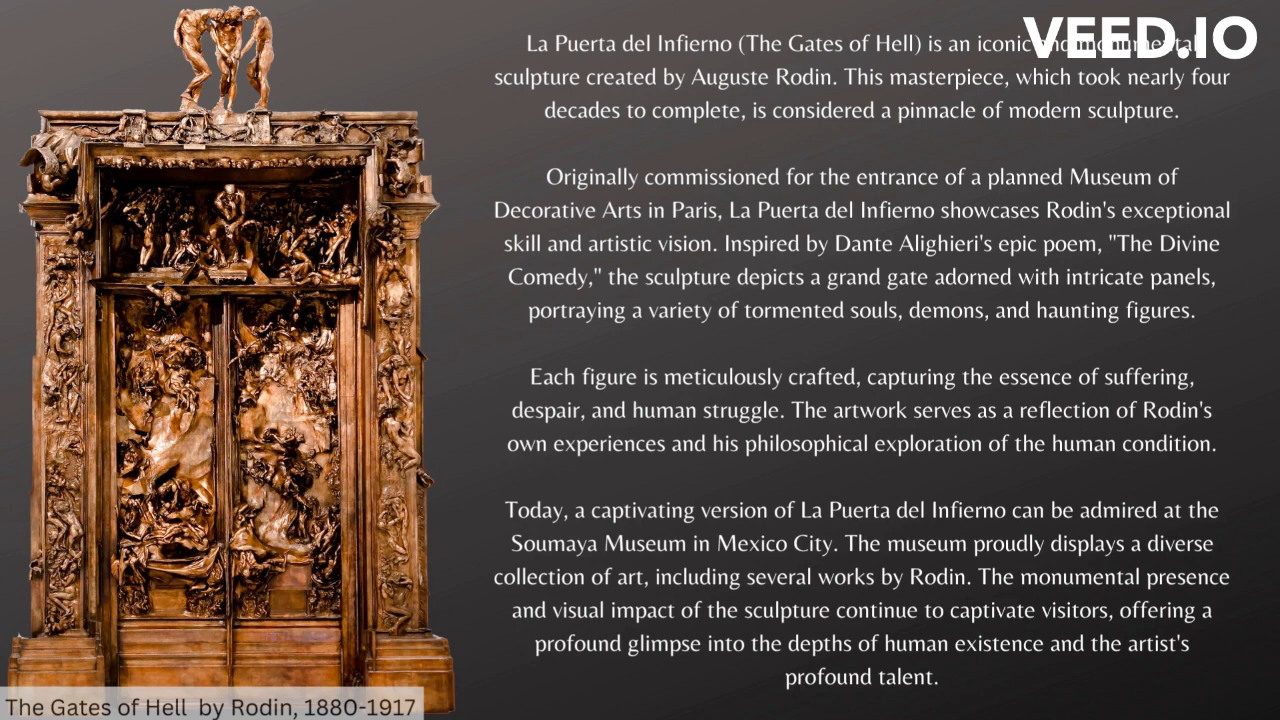 VEED.IO
La Puerta del Infierno (The Gates of Hell) is an iconic and monumental
sculpture created by Auguste Rodin. This masterpiece, which took nearly four
decades to complete, is considered a pinnacle of modern sculpture.
Originally commissioned for the entrance of a planned Museum of
Decorative Arts in Paris, La Puerta del Infierno showcases Rodin's exceptional
skill and artistic vision. Inspired by Dante Alighieri's epic poem, "The Divine
Comedy," the sculpture depicts a grand gate adorned with intricate panels,
portraying a variety of tormented souls, demons, and haunting figures.
Each figure is meticulously crafted, capturing the essence of suffering,
despair, and human struggle. The artwork serves as a reflection of Rodin's
own experiences and his philosophical exploration of the human condition.
Today, a captivating version of La Puerta del Infierno can be admired at the
Soumaya Museum in Mexico City. The museum proudly displays a diverse
collection of art, including several works by Rodin. The monumental presence
and visual impact of the sculpture continue to captivate visitors, offering a
profound glimpse into the depths of human existence and the artist's
profound talent.
The Gates of Hell by Rodin, 1880-1917